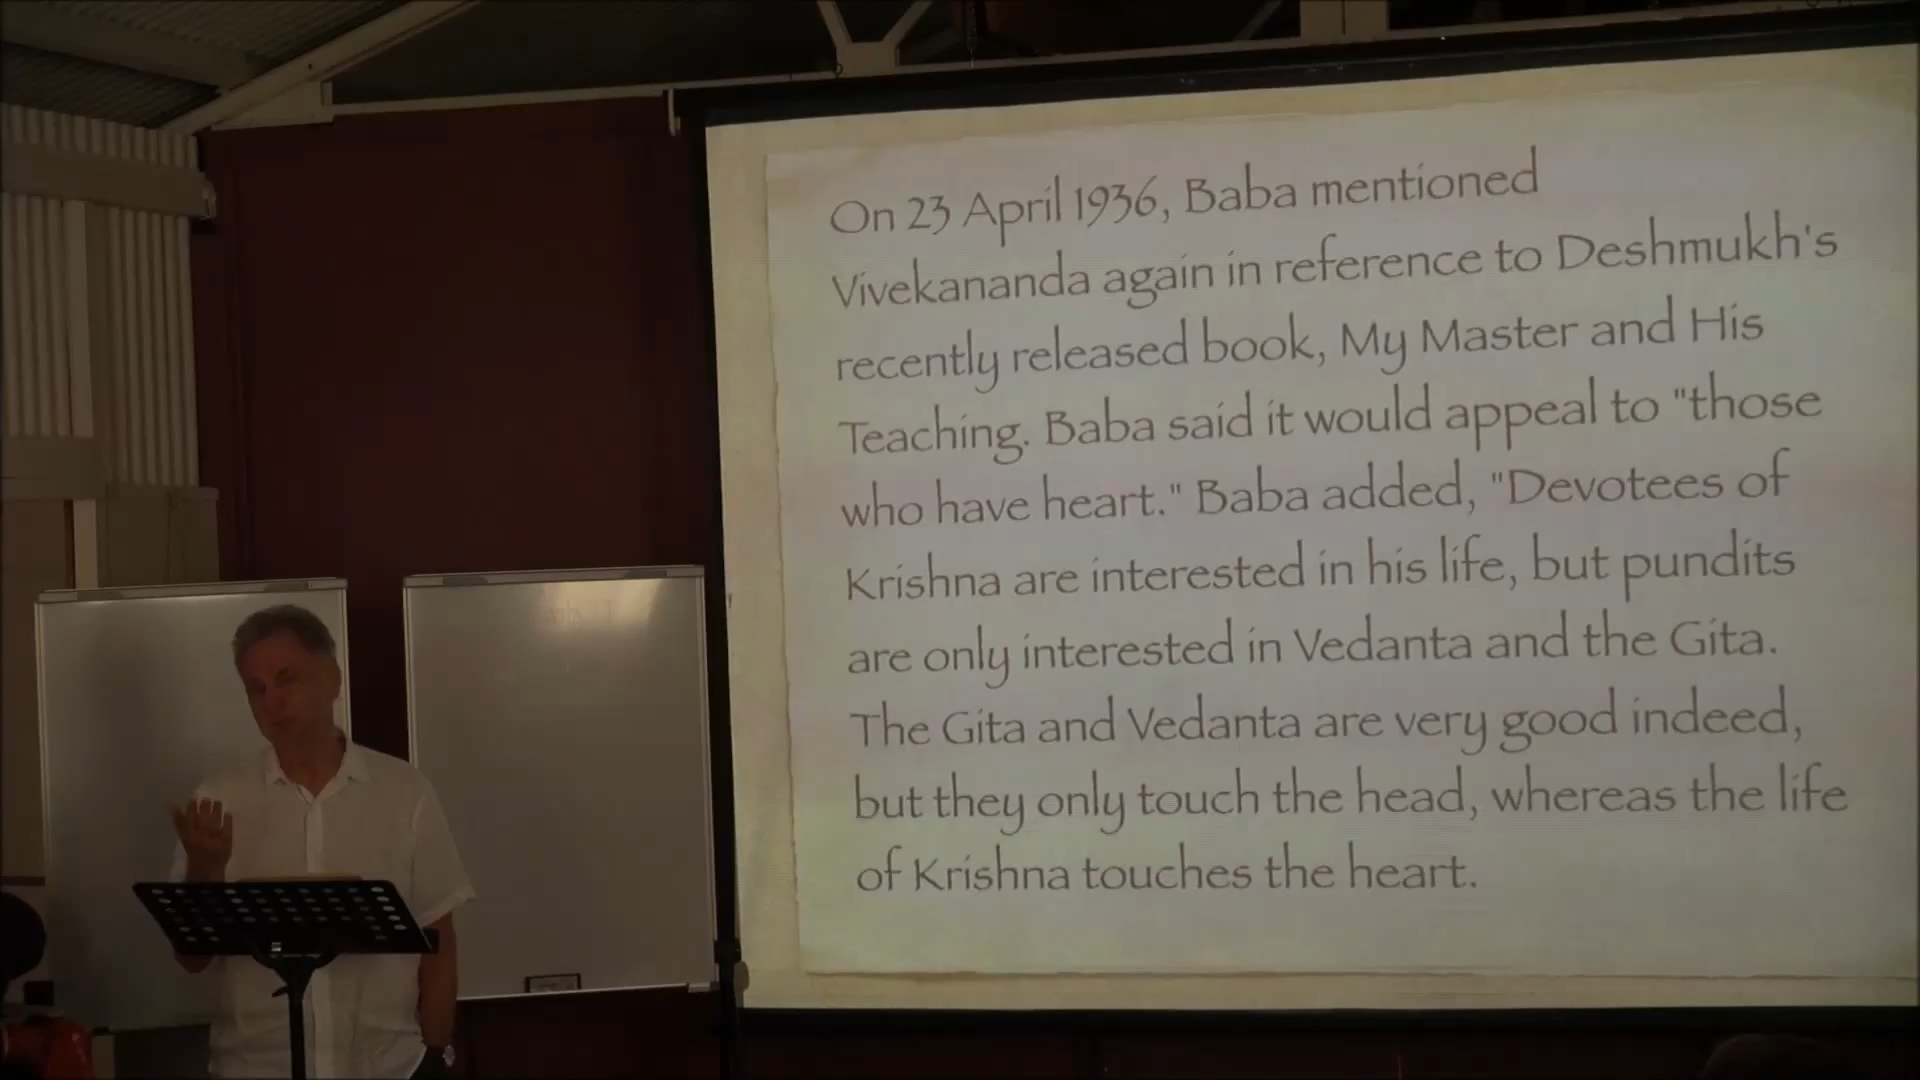 On 23 April 1936, Baba mentioned
Vivekananda again in reference to Deshmukh's
recently released book, My Master and His
Teaching. Baba said it would appeal to "those
who have heart." Baba added, "Devotees of
Krishna are interested in his life, but pundits
are only interested in Vedanta and the Gita.
The Gita and Vedanta are very good indeed,
but they only touch the head, whereas the life
of Krishna touches the heart.